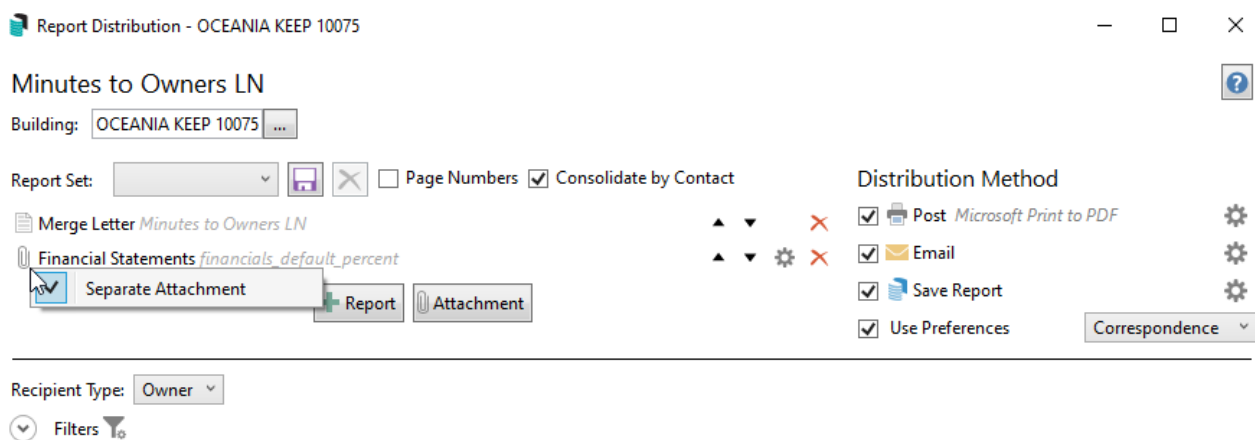 Report Distribution - OCEANIA KEEP 10075
Minutes to Owners LN
Building: OCEANIA KEEP 10075 ...
Report Set: Page Numbers Consolidate by Contact
Merge Letter Minutes to Owners LN
Financial Statements financials_default_percent
Separate Attachment
Report Attachment
Distribution Method
Post Microsoft Print to PDF
Email
Save Report
Use Preferences Correspondence
Recipient Type: Owner
Filters